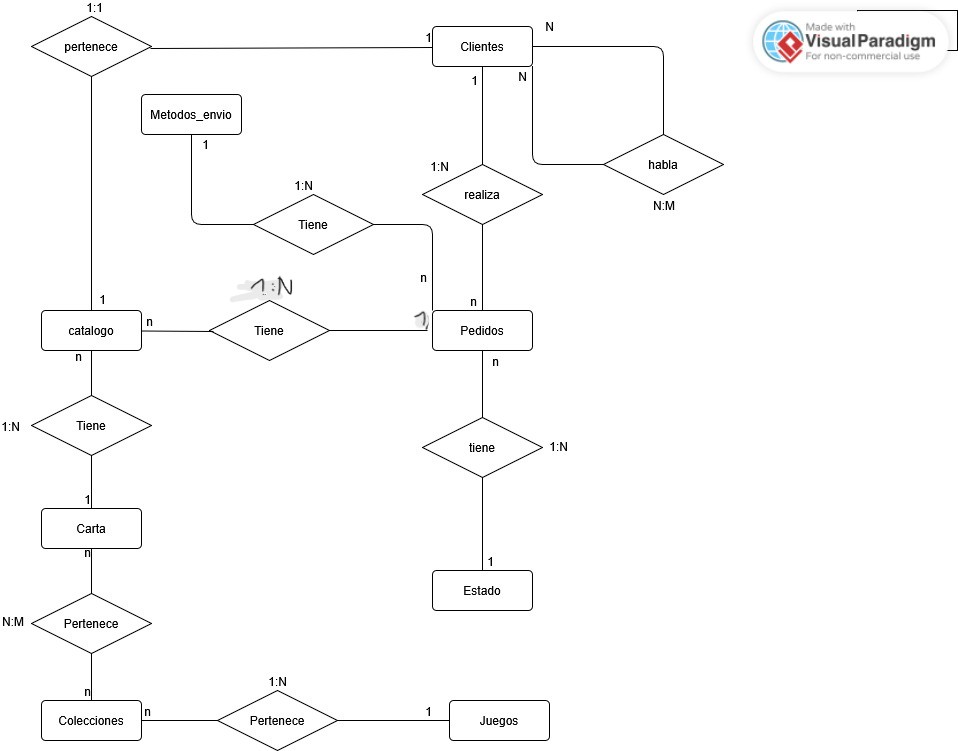 1:1
pertenece
1
Clientes
N
Made with
VisualParadigm
For non-commercial use
1
N
Metodos_envio
1
1:N
realiza
habla
N:M
1:N
Tiene
n
n
1:N
1
n
Tiene
1
catalogo
Pedidos
n
n
1:N
Tiene
tiene
1:N
1
Carta
n
1
Estado
N:M
Pertenece
n
1:N
Colecciones
n
Pertenece
1
Juegos